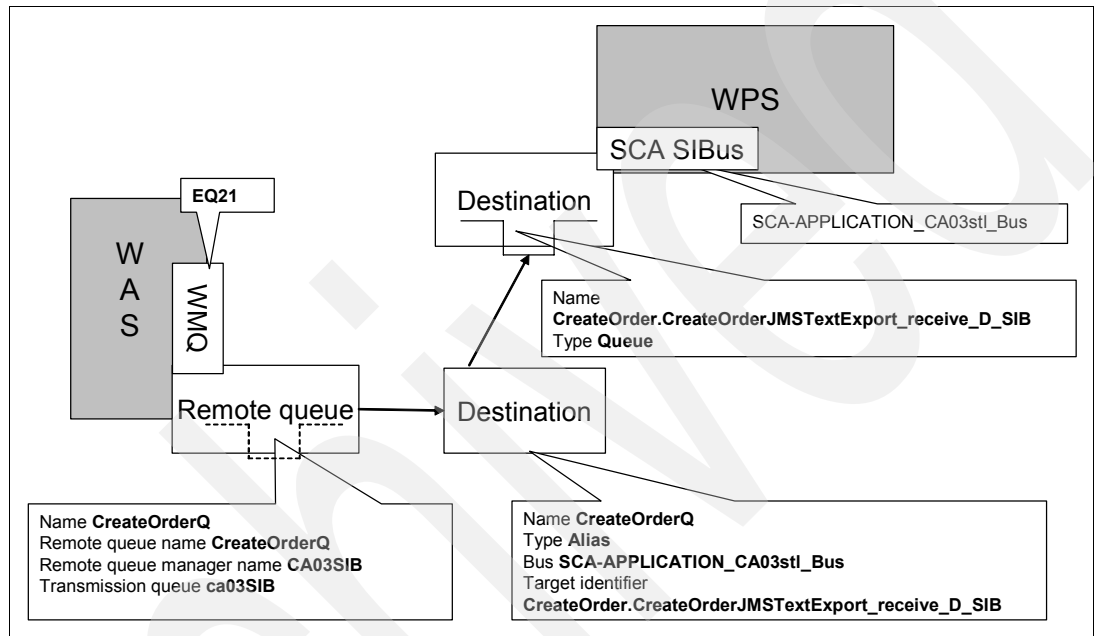 WPS
SCA SIBus
SCA-APPLICATION_CA03stl_Bus
Destination
Name
CreateOrder.CreateOrderJMSTextExport_receive_D_SIB
Type Queue
EQ21
W
A
S
WMQ
Remote queue
Destination
Name CreateOrderQ
Remote queue name CreateOrderQ
Remote queue manager name CA03SIB
Transmission queue ca03SIB
Name CreateOrderQ
Type Alias
Bus SCA-APPLICATION_CA03stl_Bus
Target identifier
CreateOrder.CreateOrderJMSTextExport_receive_D_SIB